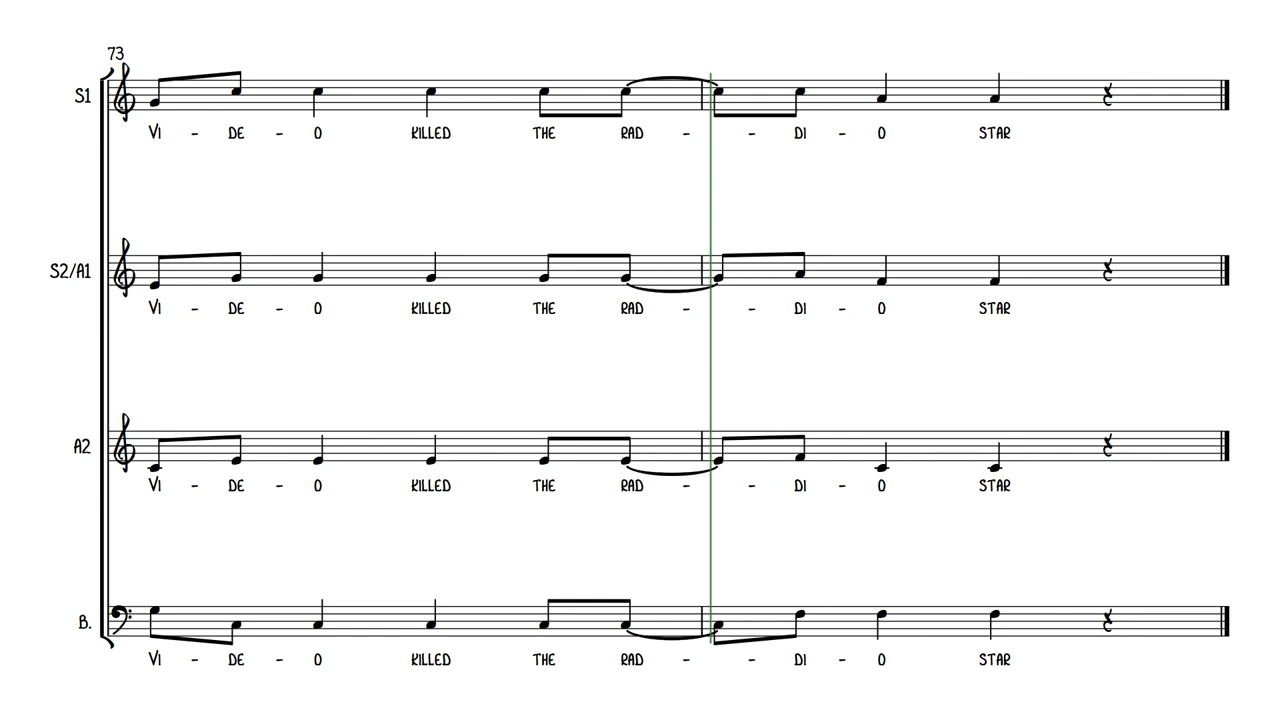 73
S1
VI - DE - O KILLED THE RAD - - DI - O STAR
S2/A1
VI - DE - O KILLED THE RAD - - DI - O STAR
A2
VI - DE - O KILLED THE RAD - - DI - O STAR
B.
VI - DE - O KILLED THE RAD - - DI - O STAR